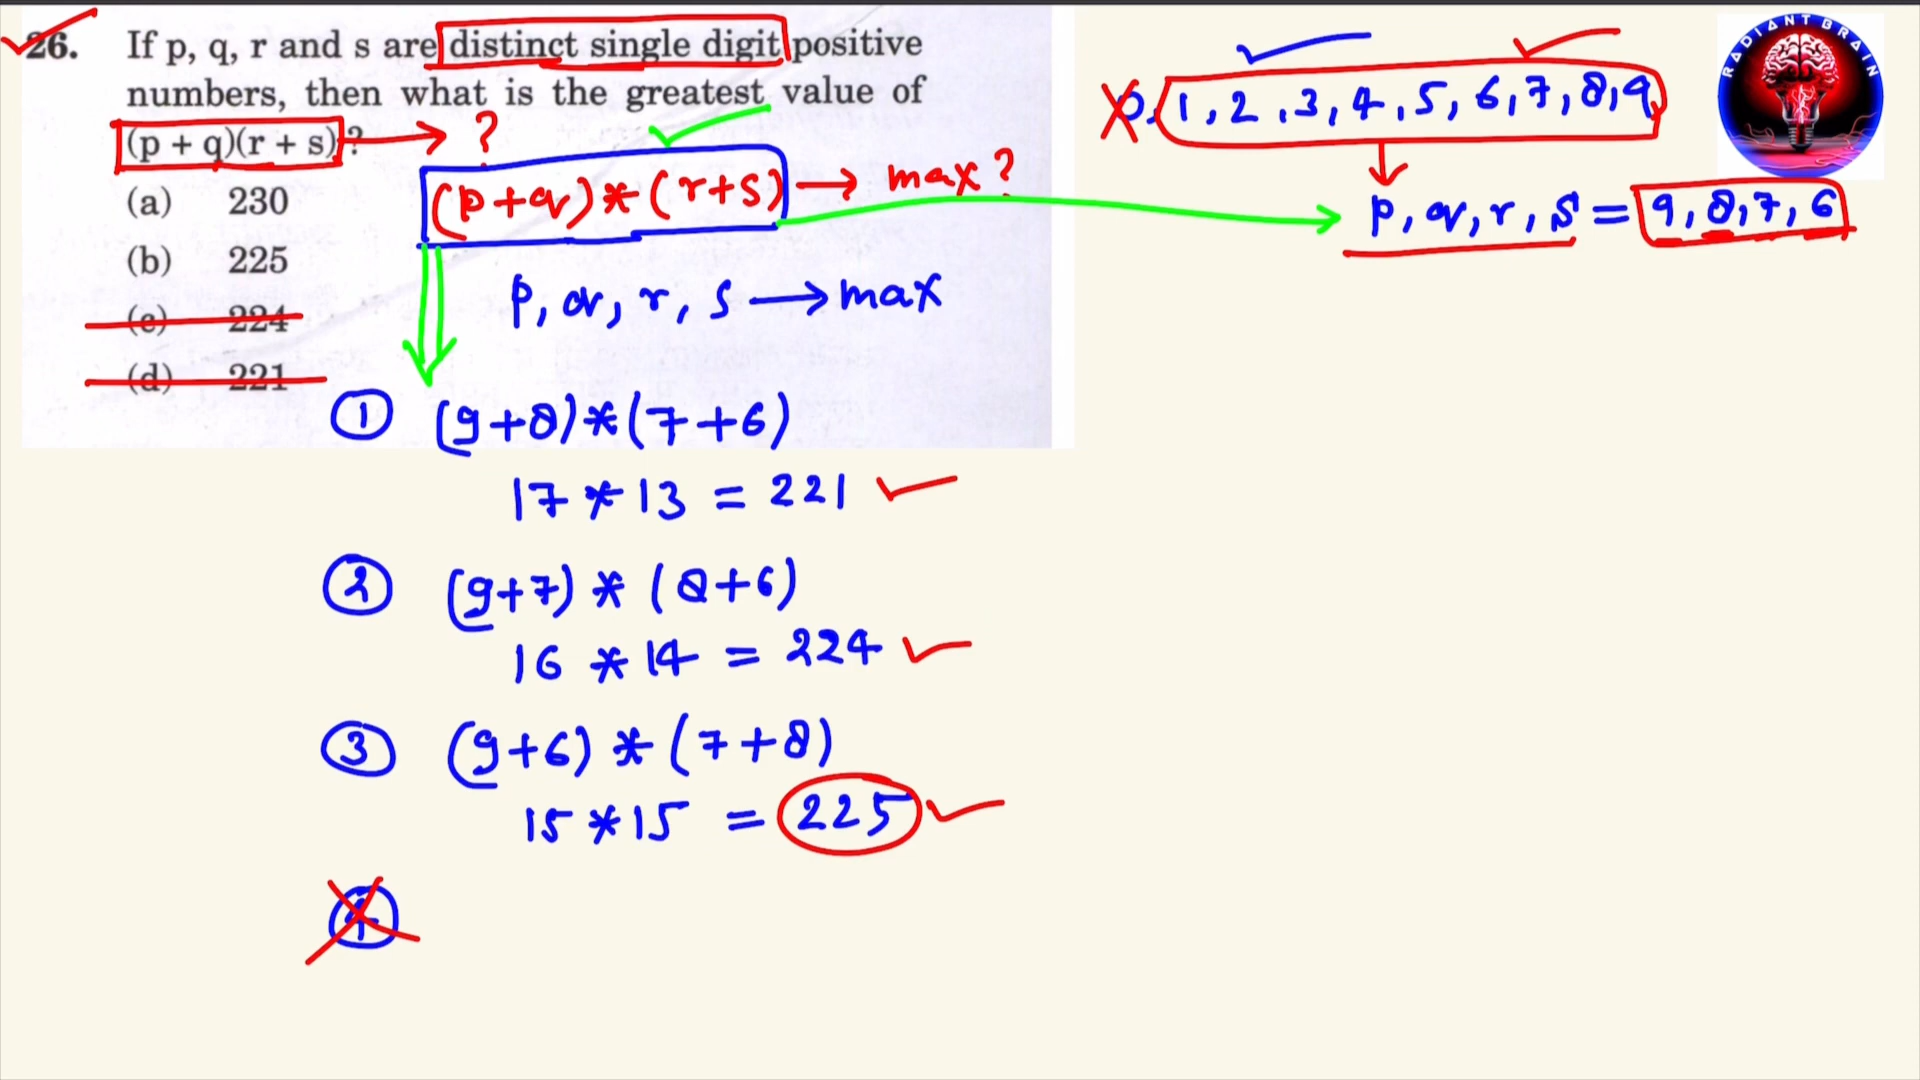 26. If p, q, r and s are distinct single digit positive
numbers, then what is the greatest value of
(p + q)(r + s)? → ?
(a) 230
(b) 225
(c) 224
(d) 221
(p+q)*(r+s) → max?
p, q, r, s → max
0, 1, 2, 3, 4, 5, 6, 7, 8, 9
p, q, r, s = 9, 8, 7, 6
RADIANT BRAIN
1 (9+8)*(7+6)
17 * 13 = 221
2 (9+7) * (8+6)
16 * 14 = 224
3 (9+6) * (7+8)
15 * 15 = 225
4